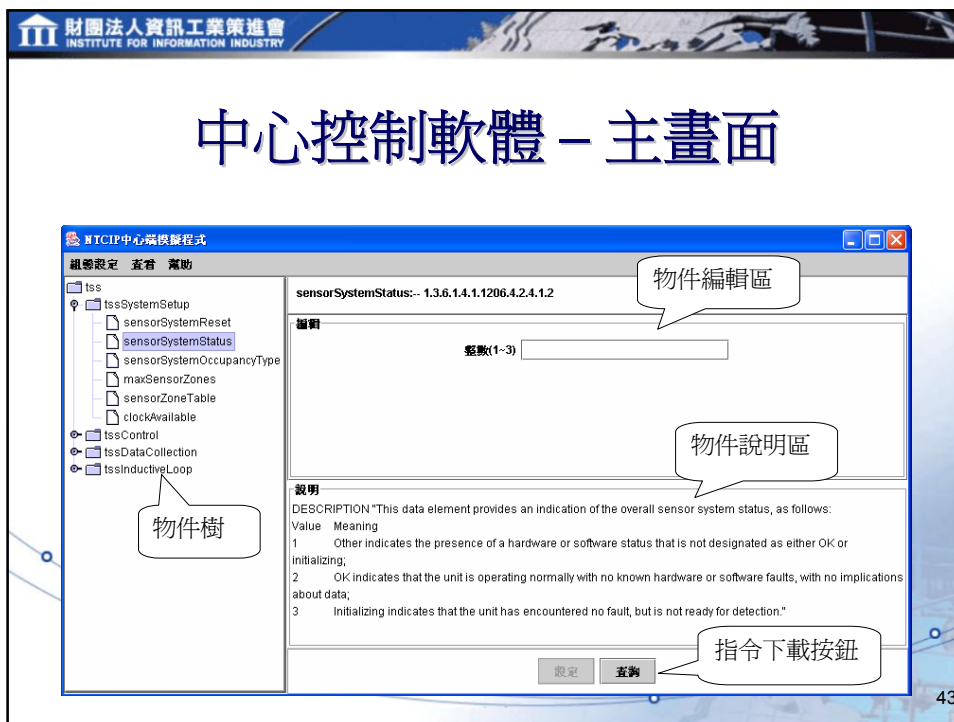 財團法人資訊工業策進會
INSTITUTE FOR INFORMATION INDUSTRY
中心控制軟體 – 主畫面
NTCIP中心端模擬程式
組態設定 查看 幫助
tss
tssSystemSetup
sensorSystemReset
sensorSystemStatus
sensorSystemOccupancyType
maxSensorZones
sensorZoneTable
clockAvailable
tssControl
tssDataCollection
tssInductiveLoop
物件樹
sensorSystemStatus:-- 1.3.6.1.4.1.1206.4.2.4.1.2
物件編輯區
編輯
整數(1~3)
物件說明區
說明
DESCRIPTION "This data element provides an indication of the overall sensor system status, as follows:
Value Meaning
1 Other indicates the presence of a hardware or software status that is not designated as either OK or
initializing;
2 OK indicates that the unit is operating normally with no known hardware or software faults, with no implications
about data;
3 Initializing indicates that the unit has encountered no fault, but is not ready for detection."
指令下載按鈕
設定 查詢
43